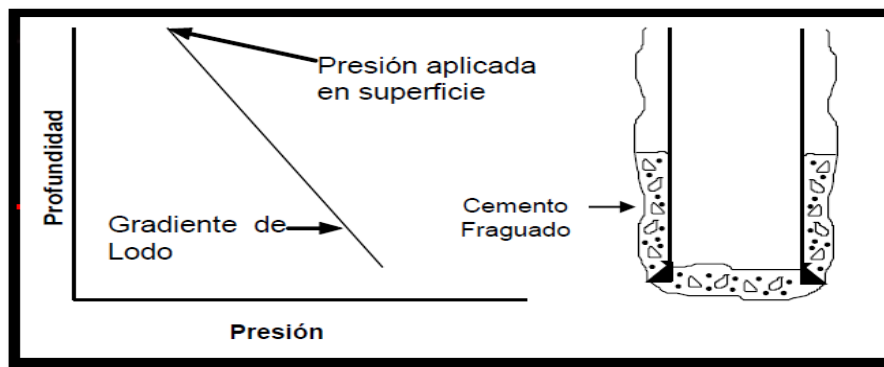 Presión aplicada
en superficie
Profundidad
Gradiente de
Lodo
Presión
Cemento
Fraguado